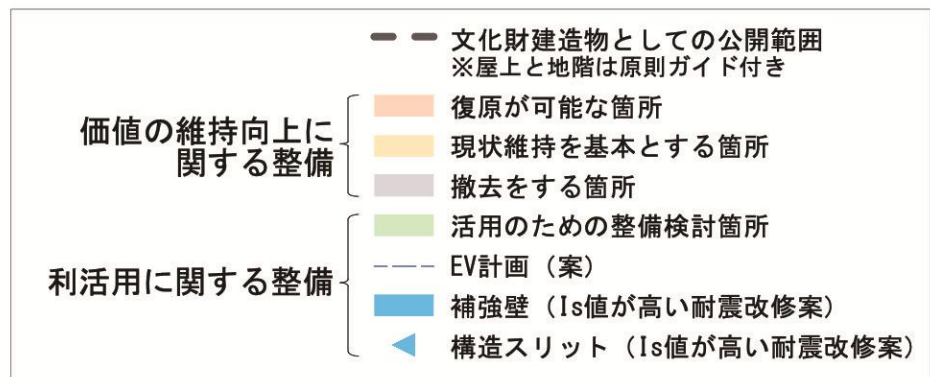 文化財建造物としての公開範囲
※屋上と地階は原則ガイド付き
価値の維持向上に
関する整備
復原が可能な箇所
現状維持を基本とする箇所
撤去をする箇所
利活用に関する整備
活用のための整備検討箇所
EV計画（案）
補強壁（Is値が高い耐震改修案）
構造スリット（Is値が高い耐震改修案）